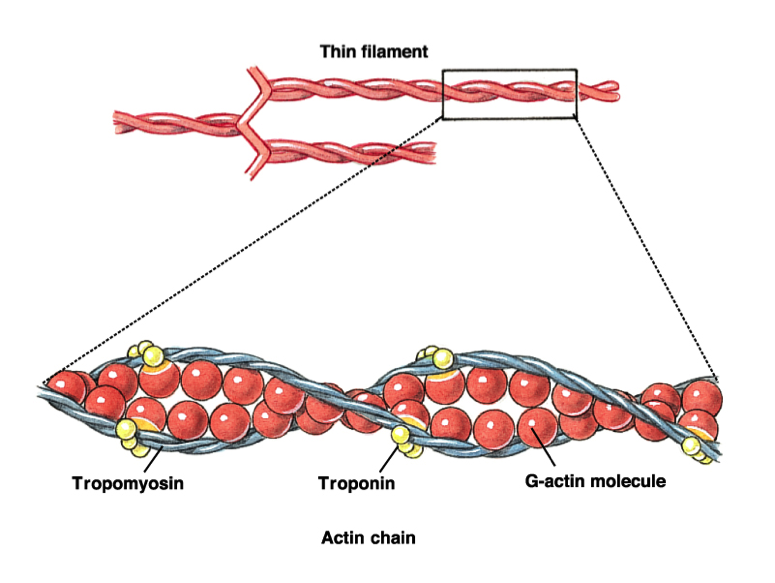 Thin filament
Tropomyosin
Troponin
G-actin molecule
Actin chain